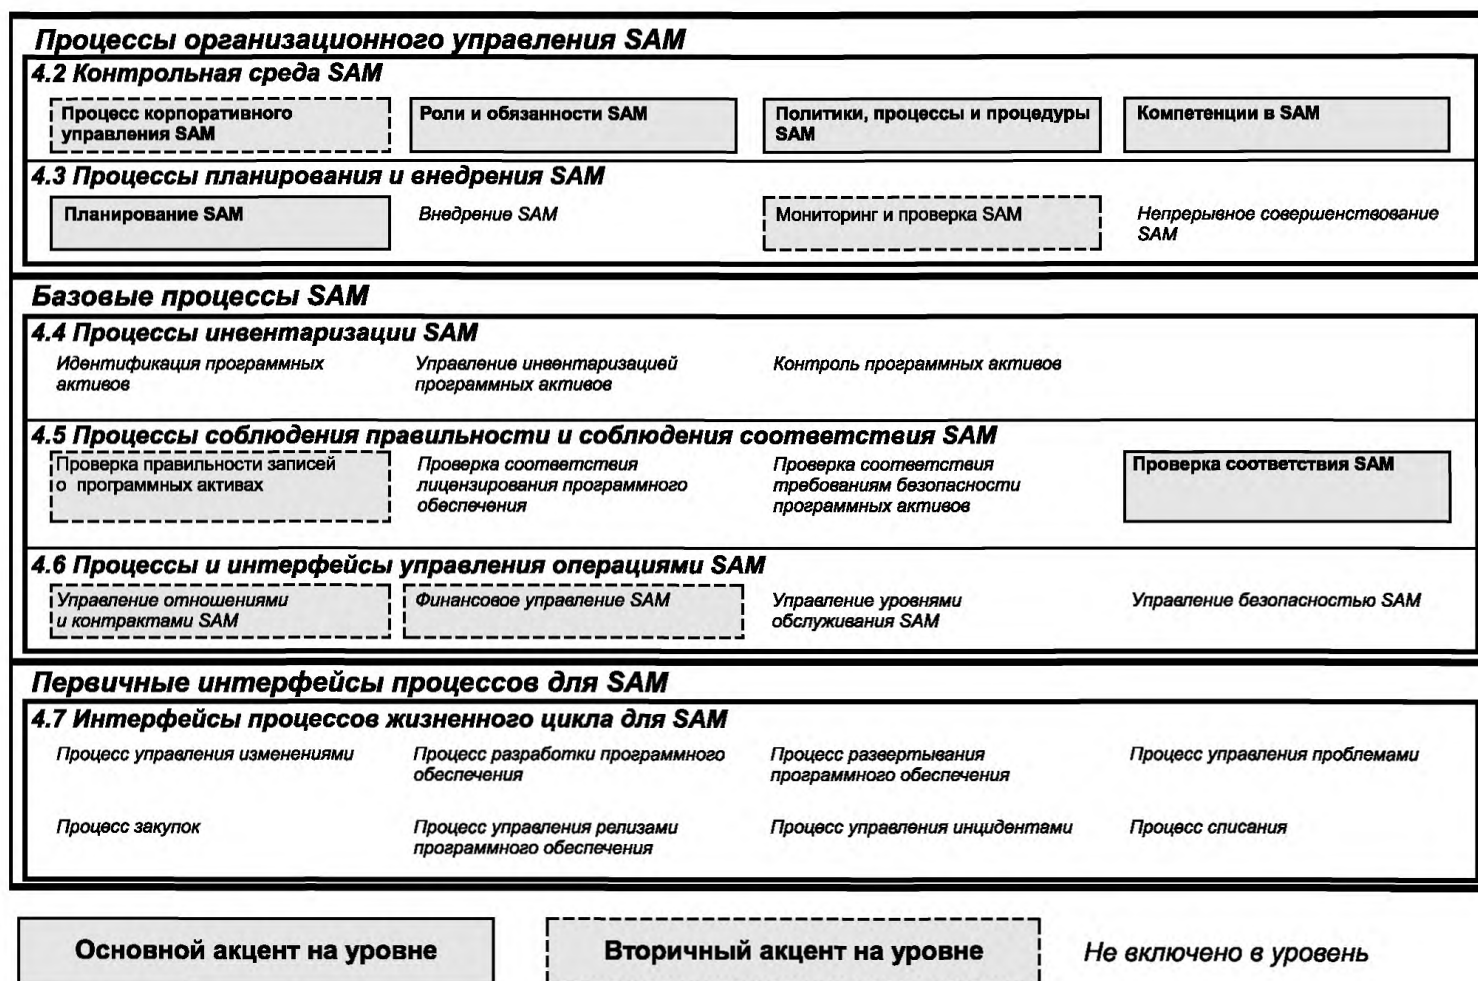 Процессы организационного управления SAM
4.2 Контрольная среда SAM
Процесс корпоративного
управления SAM
Роли и обязанности SAM
Политики, процессы и процедуры
SAM
Компетенции в SAM
4.3 Процессы планирования и внедрения SAM
Планирование SAM
Внедрение SAM
Мониторинг и проверка SAM
Непрерывное совершенствование
SAM
Базовые процессы SAM
4.4 Процессы инвентаризации SAM
Идентификация программных
активов
Управление инвентаризацией
программных активов
Контроль программных активов
4.5 Процессы соблюдения правильности и соблюдения соответствия SAM
Проверка правильности записей
о программных активах
Проверка соответствия
лицензирования программного
обеспечения
Проверка соответствия
требованиям безопасности
программных активов
Проверка соответствия SAM
4.6 Процессы и интерфейсы управления операциями SAM
Управление отношениями
и контрактами SAM
Финансовое управление SAM
Управление уровнями
обслуживания SAM
Управление безопасностью SAM
Первичные интерфейсы процессов для SAM
4.7 Интерфейсы процессов жизненного цикла для SAM
Процесс управления изменениями
Процесс разработки программного
обеспечения
Процесс развертывания
программного обеспечения
Процесс управления проблемами
Процесс закупок
Процесс управления релизами
программного обеспечения
Процесс управления инцидентами
Процесс списания
Основной акцент на уровне
Вторичный акцент на уровне
Не включено в уровень